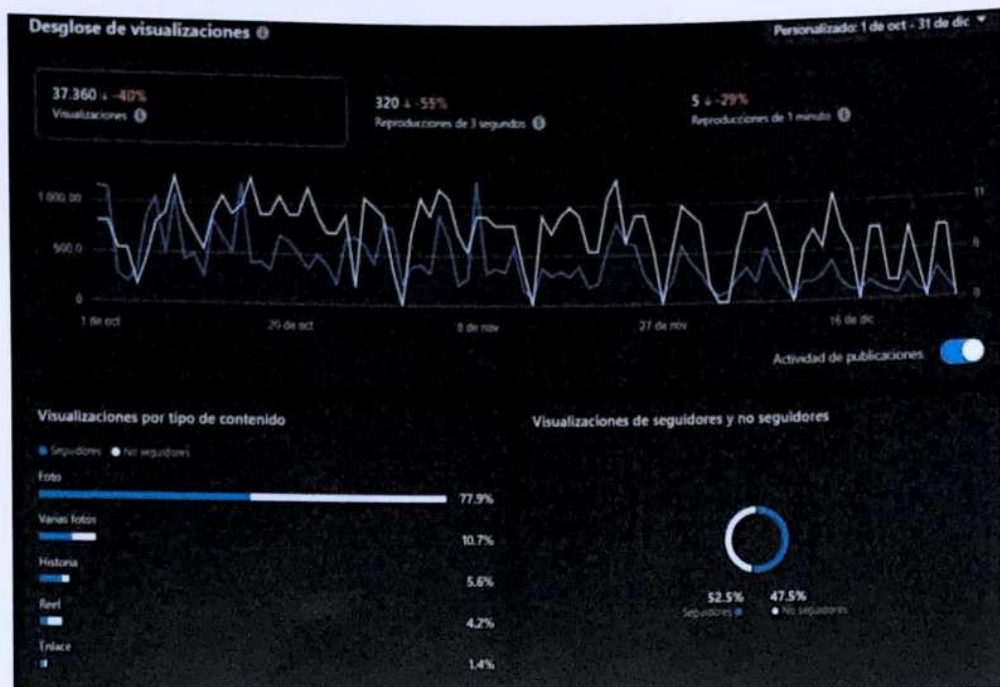 Desglose de visualizaciones
Personalizado: 1 de oct - 31 de dic
37.360 ↓ -40%
Visualizaciones
320 ↓ -55%
Reproducciones de 3 segundos
5 ↓ -29%
Reproducciones de 1 minuto
1 000,00
500,0
0
11
6
0
1 de oct
20 de oct
8 de nov
27 de nov
16 de dic
Actividad de publicaciones
Visualizaciones por tipo de contenido
Seguidores
No seguidores
Foto
77.9%
Varias fotos
10.7%
Historia
5.6%
Reel
4.2%
Enlace
1.4%
Visualizaciones de seguidores y no seguidores
52.5%
47.5%
Seguidores
No seguidores